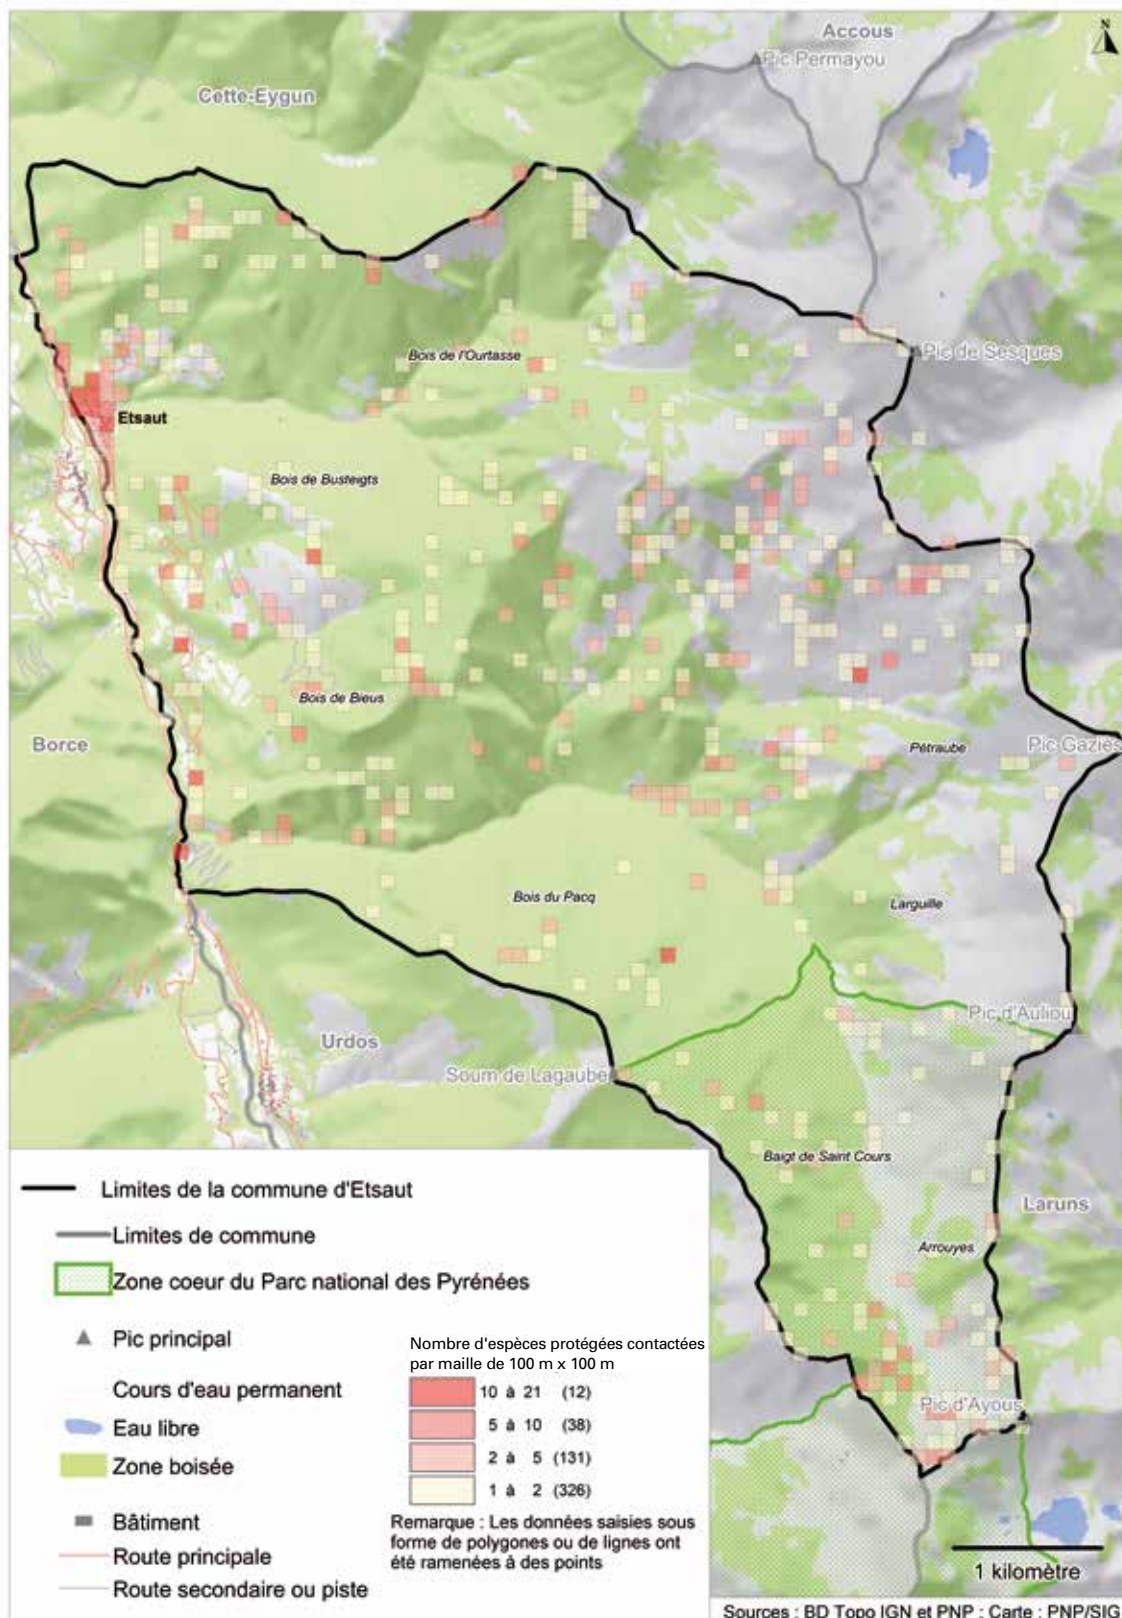 N
Accous
Pic Permayou
Cette-Eygun
Pic de Sesques
Bois de l'Ourtasse
Etsaut
Bois de Busteigts
Bois de Bieus
Borce
Pétraube
Pic Gaziès
Bois du Pacq
Larguille
Pic d'Auliou
Urdos
Soum de Lagaube
Baigt de Saint Cours
Laruns
Arrouyes
Pic d'Ayous
Limites de la commune d'Etsaut
Limites de commune
Zone coeur du Parc national des Pyrénées
Pic principal
Cours d'eau permanent
Eau libre
Zone boisée
Bâtiment
Route principale
Route secondaire ou piste
Nombre d'espèces protégées contactées
par maille de 100 m x 100 m
10 à 21 (12)
5 à 10 (38)
2 à 5 (131)
1 à 2 (326)
Remarque : Les données saisies sous
forme de polygones ou de lignes ont
été ramenées à des points
1 kilomètre
Sources : BD Topo IGN et PNP ; Carte : PNP/SIG